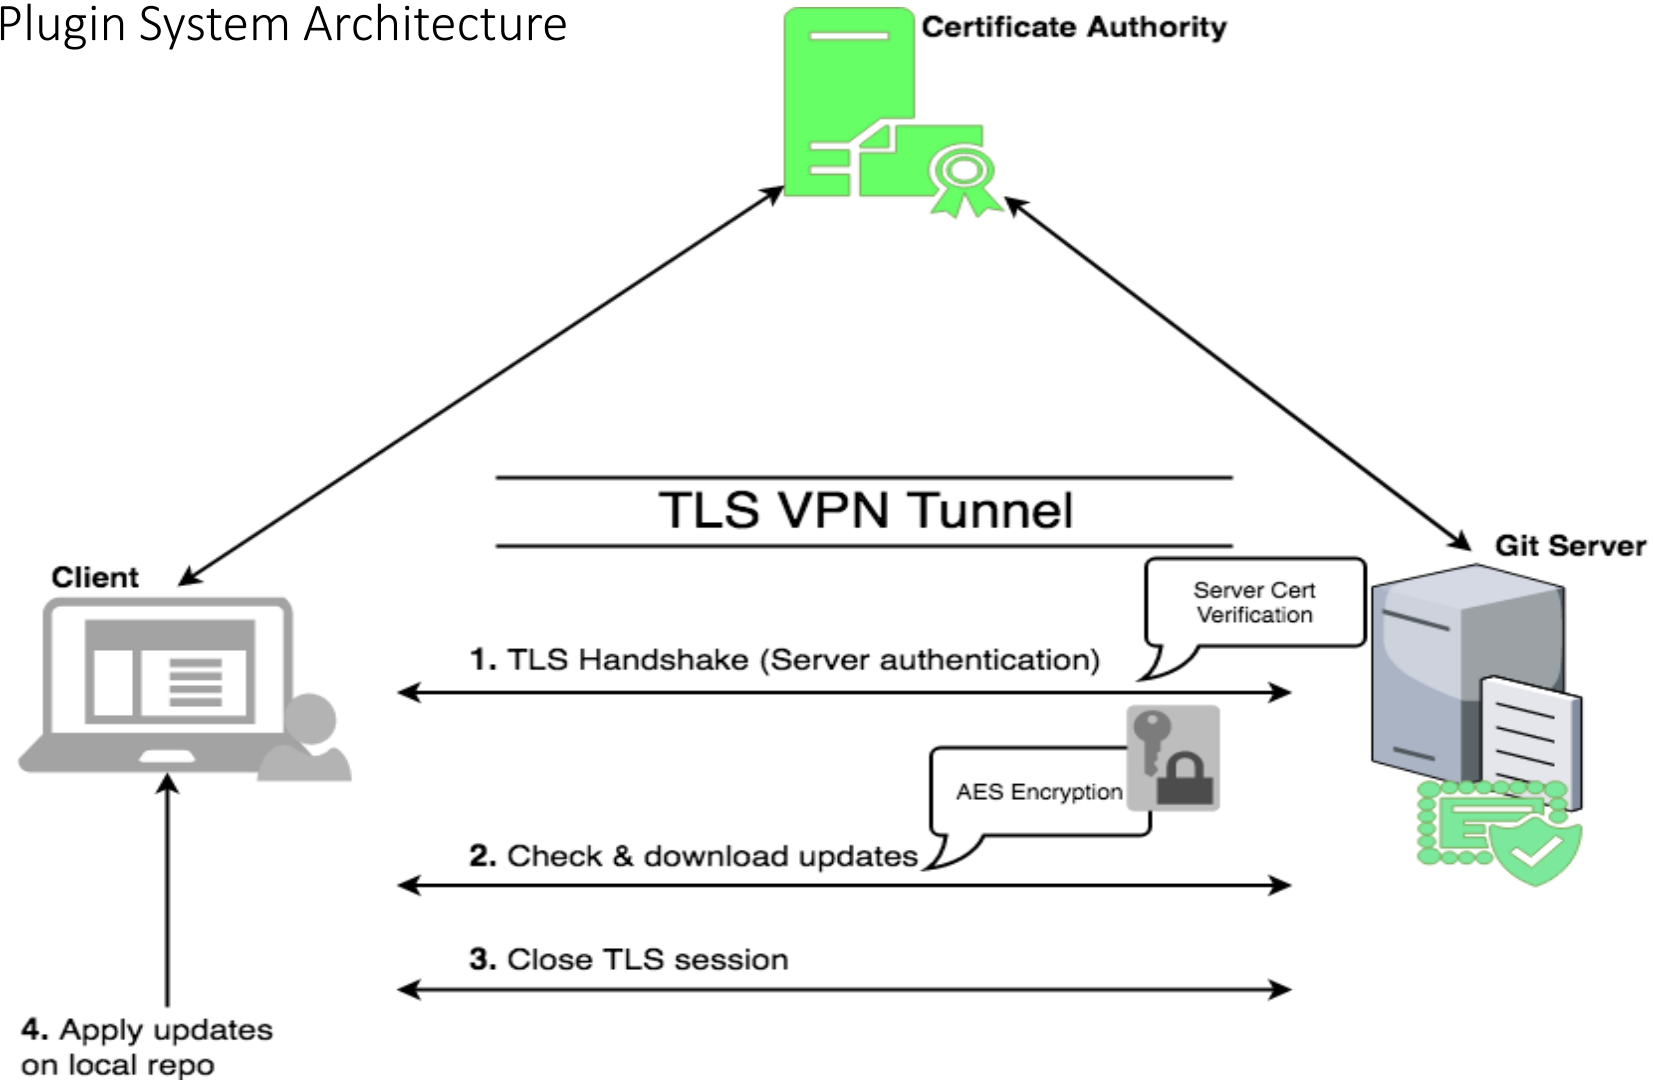 Plugin System Architecture
Certificate Authority
TLS VPN Tunnel
Git Server
Client
Server Cert
Verification
1. TLS Handshake (Server authentication)
AES Encryption
2. Check & download updates
3. Close TLS session
4. Apply updates
on local repo